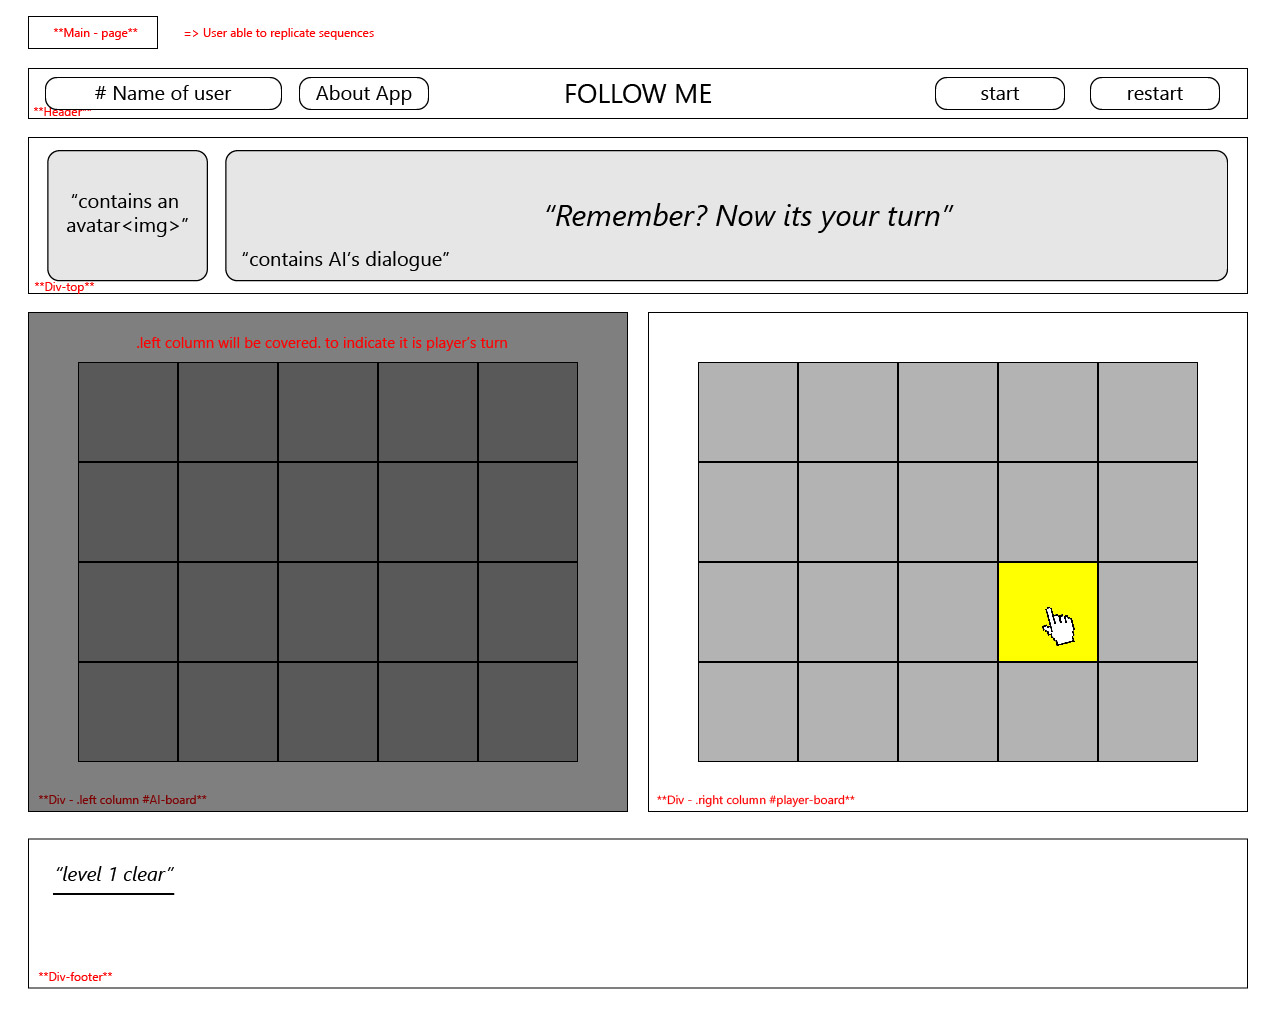 **Main - page**
=> User able to replicate sequences
# Name of user
About App
FOLLOW ME
start
restart
**Header**
“contains an
avatar<img>”
“Remember? Now its your turn”
“contains AI’s dialogue”
**Div-top**
.left column will be covered. to indicate it is player’s turn
**Div - .left column #AI-board**
**Div - .right column #player-board**
“level 1 clear”
**Div-footer**